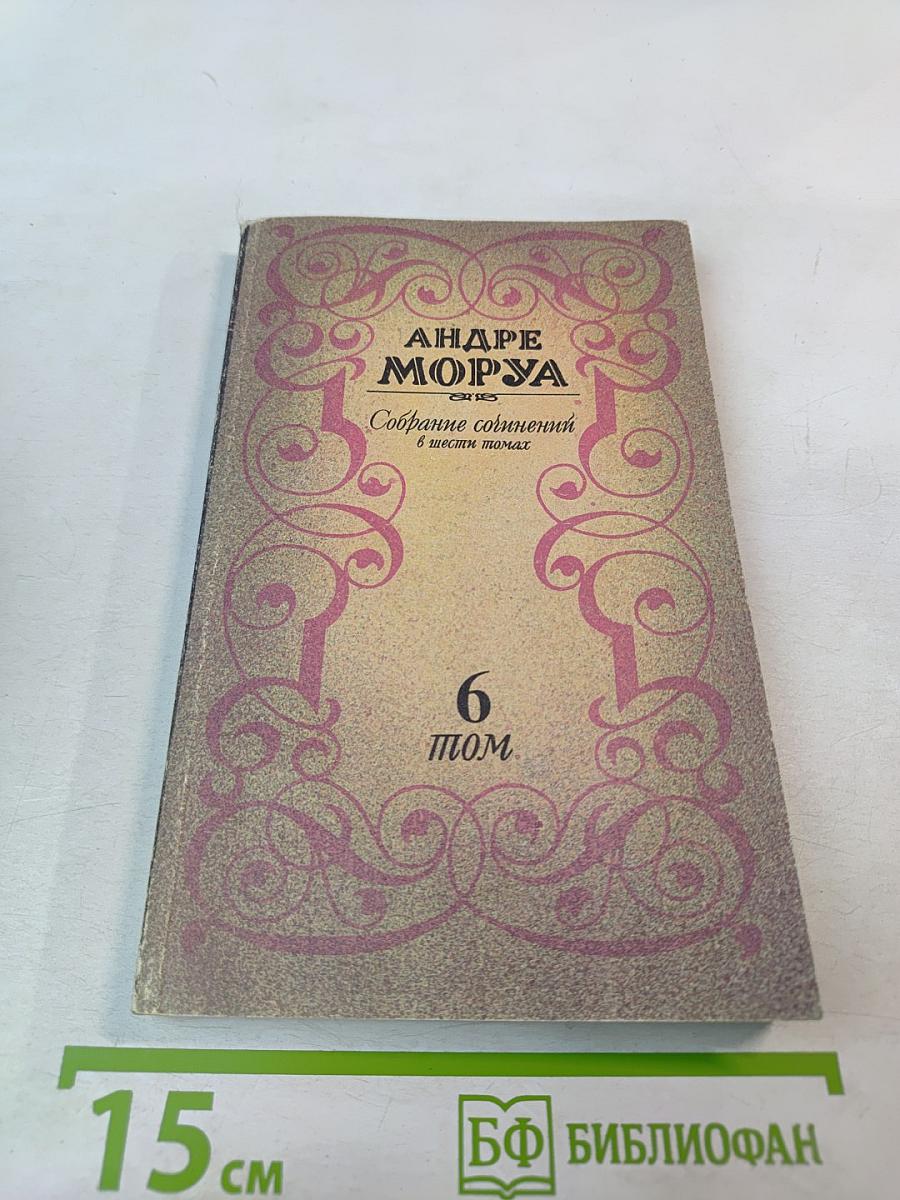 АНДРЕ
МОРУА
Собрание сочинений
в шести томах
6
том
15 см
БФ БИБЛИОФАН